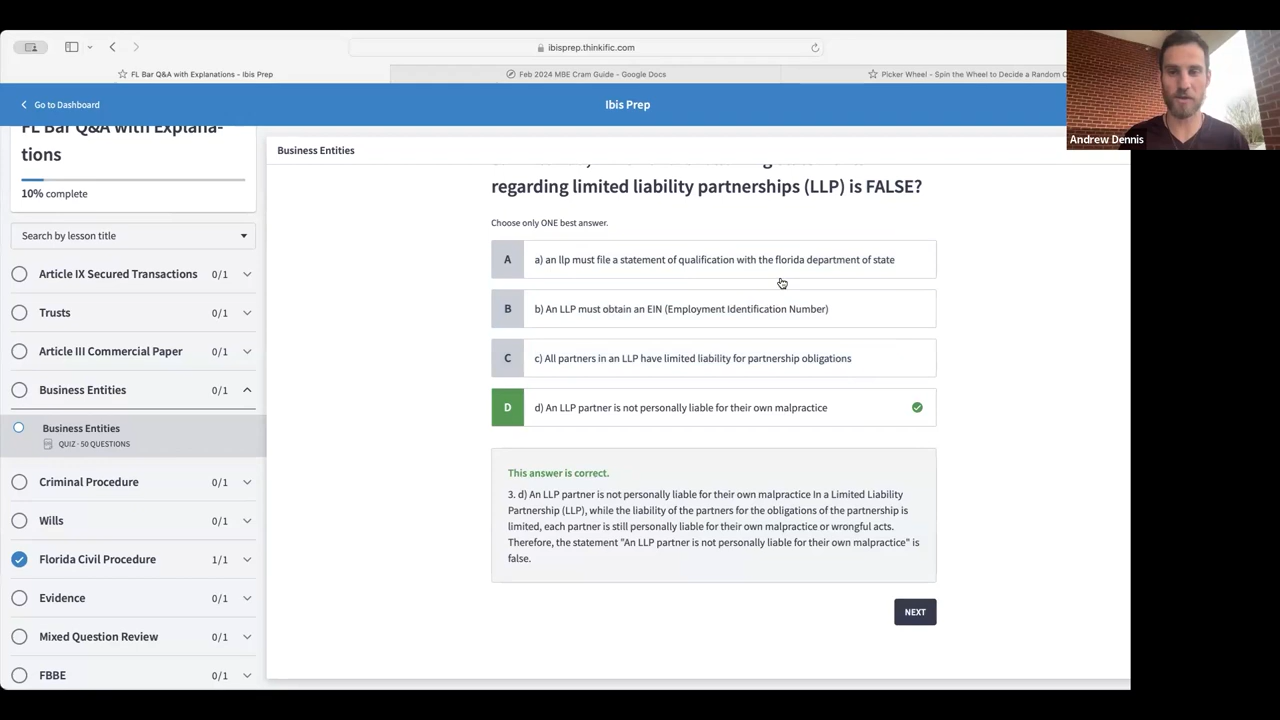 ibisprep.thinkific.com
FL Bar Q&A with Explanations - Ibis Prep
Feb 2024 MBE Cram Guide - Google Docs
Picker Wheel - Spin the Wheel to Decide a Random
Go to Dashboard
Ibis Prep
Andrew Dennis
FL Bar Q&A with Explana-
tions
10% complete
Search by lesson title
Article IX Secured Transactions 0/1
Trusts 0/1
Article III Commercial Paper 0/1
Business Entities 0/1
Business Entities
QUIZ · 50 QUESTIONS
Criminal Procedure 0/1
Wills 0/1
Florida Civil Procedure 1/1
Evidence 0/1
Mixed Question Review 0/1
FBBE 0/1
Business Entities
regarding limited liability partnerships (LLP) is FALSE?
Choose only ONE best answer.
A a) an llp must file a statement of qualification with the florida department of state
B b) An LLP must obtain an EIN (Employment Identification Number)
C c) All partners in an LLP have limited liability for partnership obligations
D d) An LLP partner is not personally liable for their own malpractice
This answer is correct.
3. d) An LLP partner is not personally liable for their own malpractice In a Limited Liability
Partnership (LLP), while the liability of the partners for the obligations of the partnership is
limited, each partner is still personally liable for their own malpractice or wrongful acts.
Therefore, the statement "An LLP partner is not personally liable for their own malpractice" is
false.
NEXT